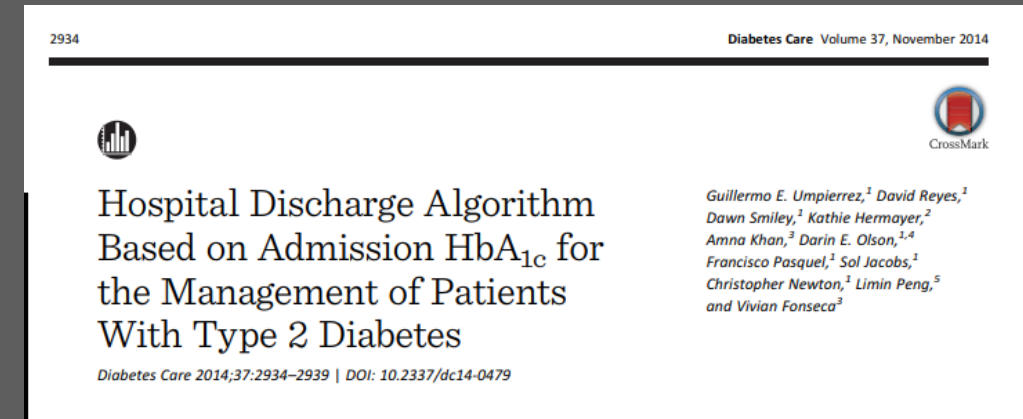 2934
Diabetes Care Volume 37, November 2014
CrossMark
Hospital Discharge Algorithm
Based on Admission HbA1c for
the Management of Patients
With Type 2 Diabetes
Diabetes Care 2014;37:2934–2939 | DOI: 10.2337/dc14-0479
Guillermo E. Umpierrez,1 David Reyes,1
Dawn Smiley,1 Kathie Hermayer,2
Amna Khan,3 Darin E. Olson,1,4
Francisco Pasquel,1 Sol Jacobs,1
Christopher Newton,1 Limin Peng,5
and Vivian Fonseca3